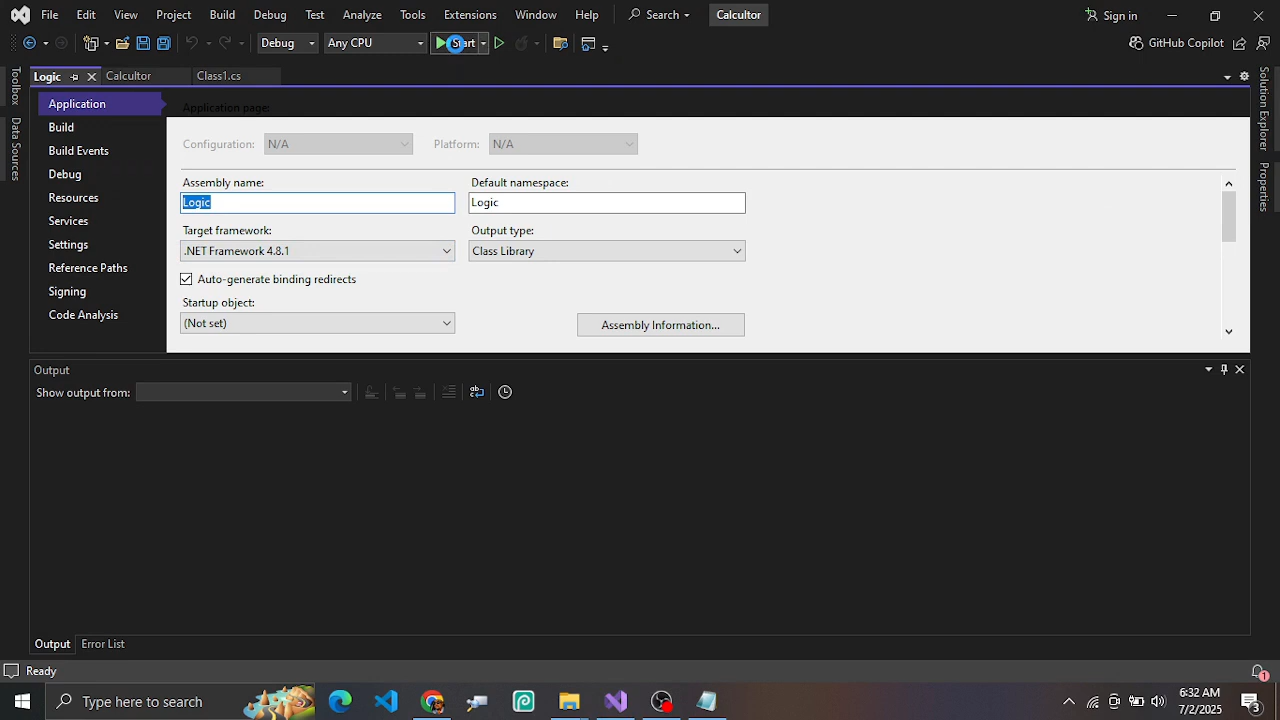 File Edit View Project Build Debug Test Analyze Tools Extensions Window Help Search Calcultor Sign in
Debug Any CPU Start GitHub Copilot
Logic Calcultor Class1.cs
Toolbox
Data Sources
Solution Explorer
Properties
Application
Build
Build Events
Debug
Resources
Services
Settings
Reference Paths
Signing
Code Analysis
Application page:
Configuration: N/A Platform: N/A
Assembly name: Default namespace:
Logic Logic
Target framework: Output type:
.NET Framework 4.8.1 Class Library
Auto-generate binding redirects
Startup object:
(Not set) Assembly Information...
Output
Show output from:
Output Error List
Ready 1
Type here to search
6:32 AM
7/2/2025
3